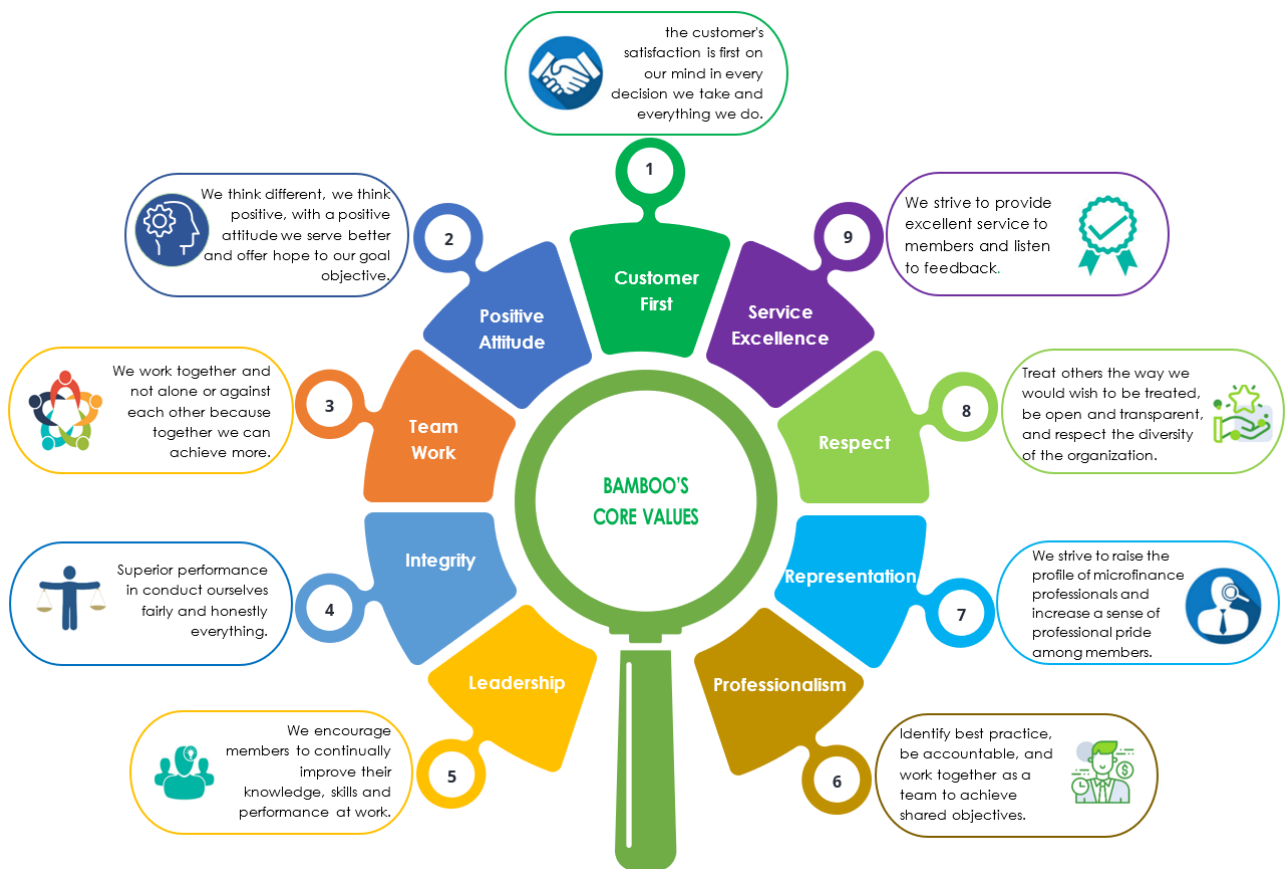 BAMBOO'S
CORE VALUES
1
Customer
First
the customer's
satisfaction is first on
our mind in every
decision we take and
everything we do.
2
Positive
Attitude
We think different, we think
positive, with a positive
attitude we serve better
and offer hope to our goal
objective.
3
Team
Work
We work together and
not alone or against
each other because
together we can
achieve more.
4
Integrity
Superior performance
in conduct ourselves
fairly and honestly
everything.
5
Leadership
We encourage
members to continually
improve their
knowledge, skills and
performance at work.
6
Professionalism
Identify best practice,
be accountable, and
work together as a
team to achieve
shared objectives.
7
Representation
We strive to raise the
profile of microfinance
professionals and
increase a sense of
professional pride
among members.
8
Respect
Treat others the way we
would wish to be treated,
be open and transparent,
and respect the diversity
of the organization.
9
Service
Excellence
We strive to provide
excellent service to
members and listen
to feedback.
$